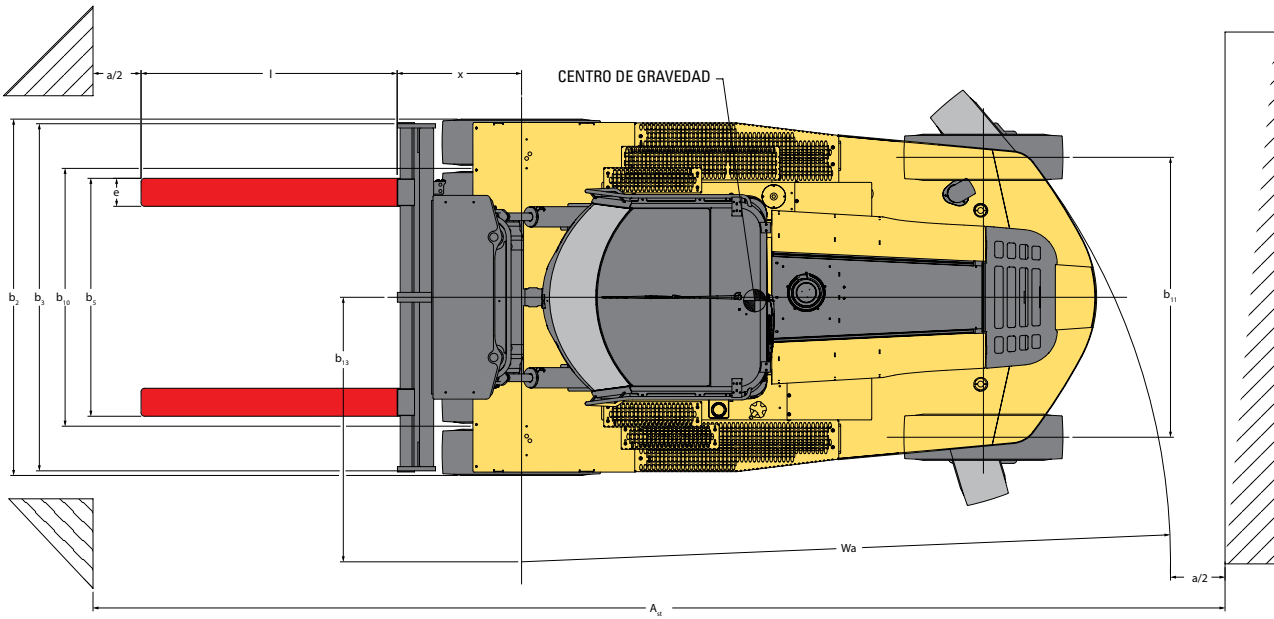 a/2
l
x
CENTRO DE GRAVEDAD
e
b₂
b₃
b₁₀
b₅
b₁₁
b₁₃
Wa
a/2
Aₛₜ